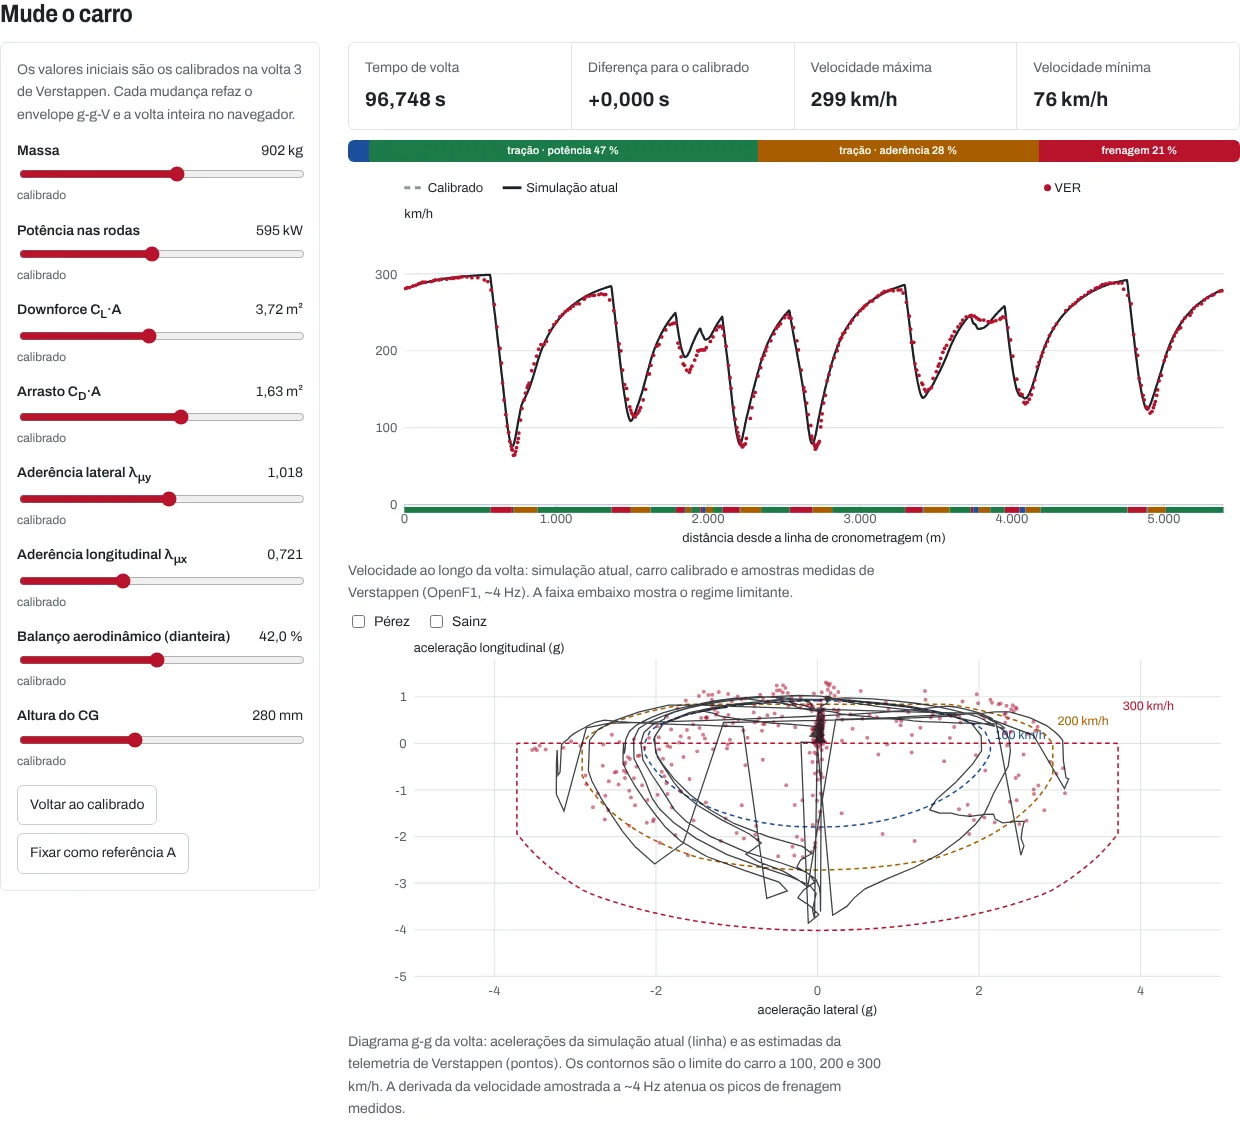 Mude o carro
Os valores iniciais são os calibrados na volta 3
de Verstappen. Cada mudança refaz o
envelope g-g-V e a volta inteira no navegador.
Massa 902 kg
calibrado
Potência nas rodas 595 kW
calibrado
Downforce CL·A 3,72 m²
calibrado
Arrasto CD·A 1,63 m²
calibrado
Aderência lateral λμy 1,018
calibrado
Aderência longitudinal λμx 0,721
calibrado
Balanço aerodinâmico (dianteira) 42,0 %
calibrado
Altura do CG 280 mm
calibrado
Voltar ao calibrado
Fixar como referência A
Tempo de volta
96,748 s
Diferença para o calibrado
+0,000 s
Velocidade máxima
299 km/h
Velocidade mínima
76 km/h
tração · potência 47 % tração · aderência 28 % frenagem 21 %
Calibrado Simulação atual VER
km/h
300
200
100
0
0 1.000 2.000 3.000 4.000 5.000
distância desde a linha de cronometragem (m)
Velocidade ao longo da volta: simulação atual, carro calibrado e amostras medidas de
Verstappen (OpenF1, ~4 Hz). A faixa embaixo mostra o regime limitante.
Pérez Sainz
aceleração longitudinal (g)
300 km/h
200 km/h
100 km/h
1
0
-1
-2
-3
-4
-5
-4 -2 0 2 4
aceleração lateral (g)
Diagrama g-g da volta: acelerações da simulação atual (linha) e as estimadas da
telemetria de Verstappen (pontos). Os contornos são o limite do carro a 100, 200 e 300
km/h. A derivada da velocidade amostrada a ~4 Hz atenua os picos de frenagem
medidos.